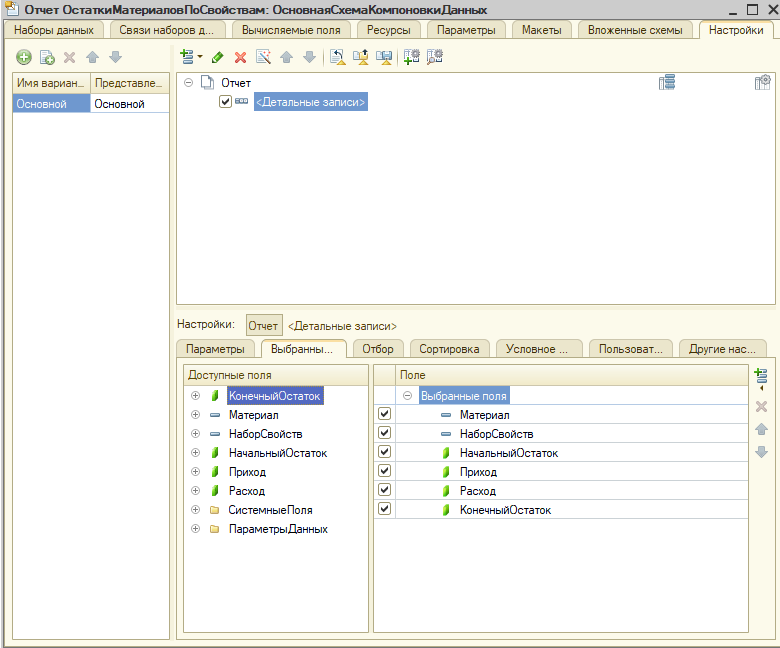 Отчет ОстаткиМатериаловПоСвойствам: ОсновнаяСхемаКомпоновкиДанных
Наборы данных Связи наборов д... Вычисляемые поля Ресурсы Параметры Макеты Вложенные схемы Настройки
Имя вариан... Представле...
Основной Основной
Отчет
<Детальные записи>
Настройки: Отчет <Детальные записи>
Параметры Выбранны... Отбор Сортировка Условное ... Пользоват... Другие нас...
Доступные поля Поле
КонечныйОстаток Выбранные поля
Материал Материал
НаборСвойств НаборСвойств
НачальныйОстаток НачальныйОстаток
Приход Приход
Расход Расход
СистемныеПоля КонечныйОстаток
ПараметрыДанных